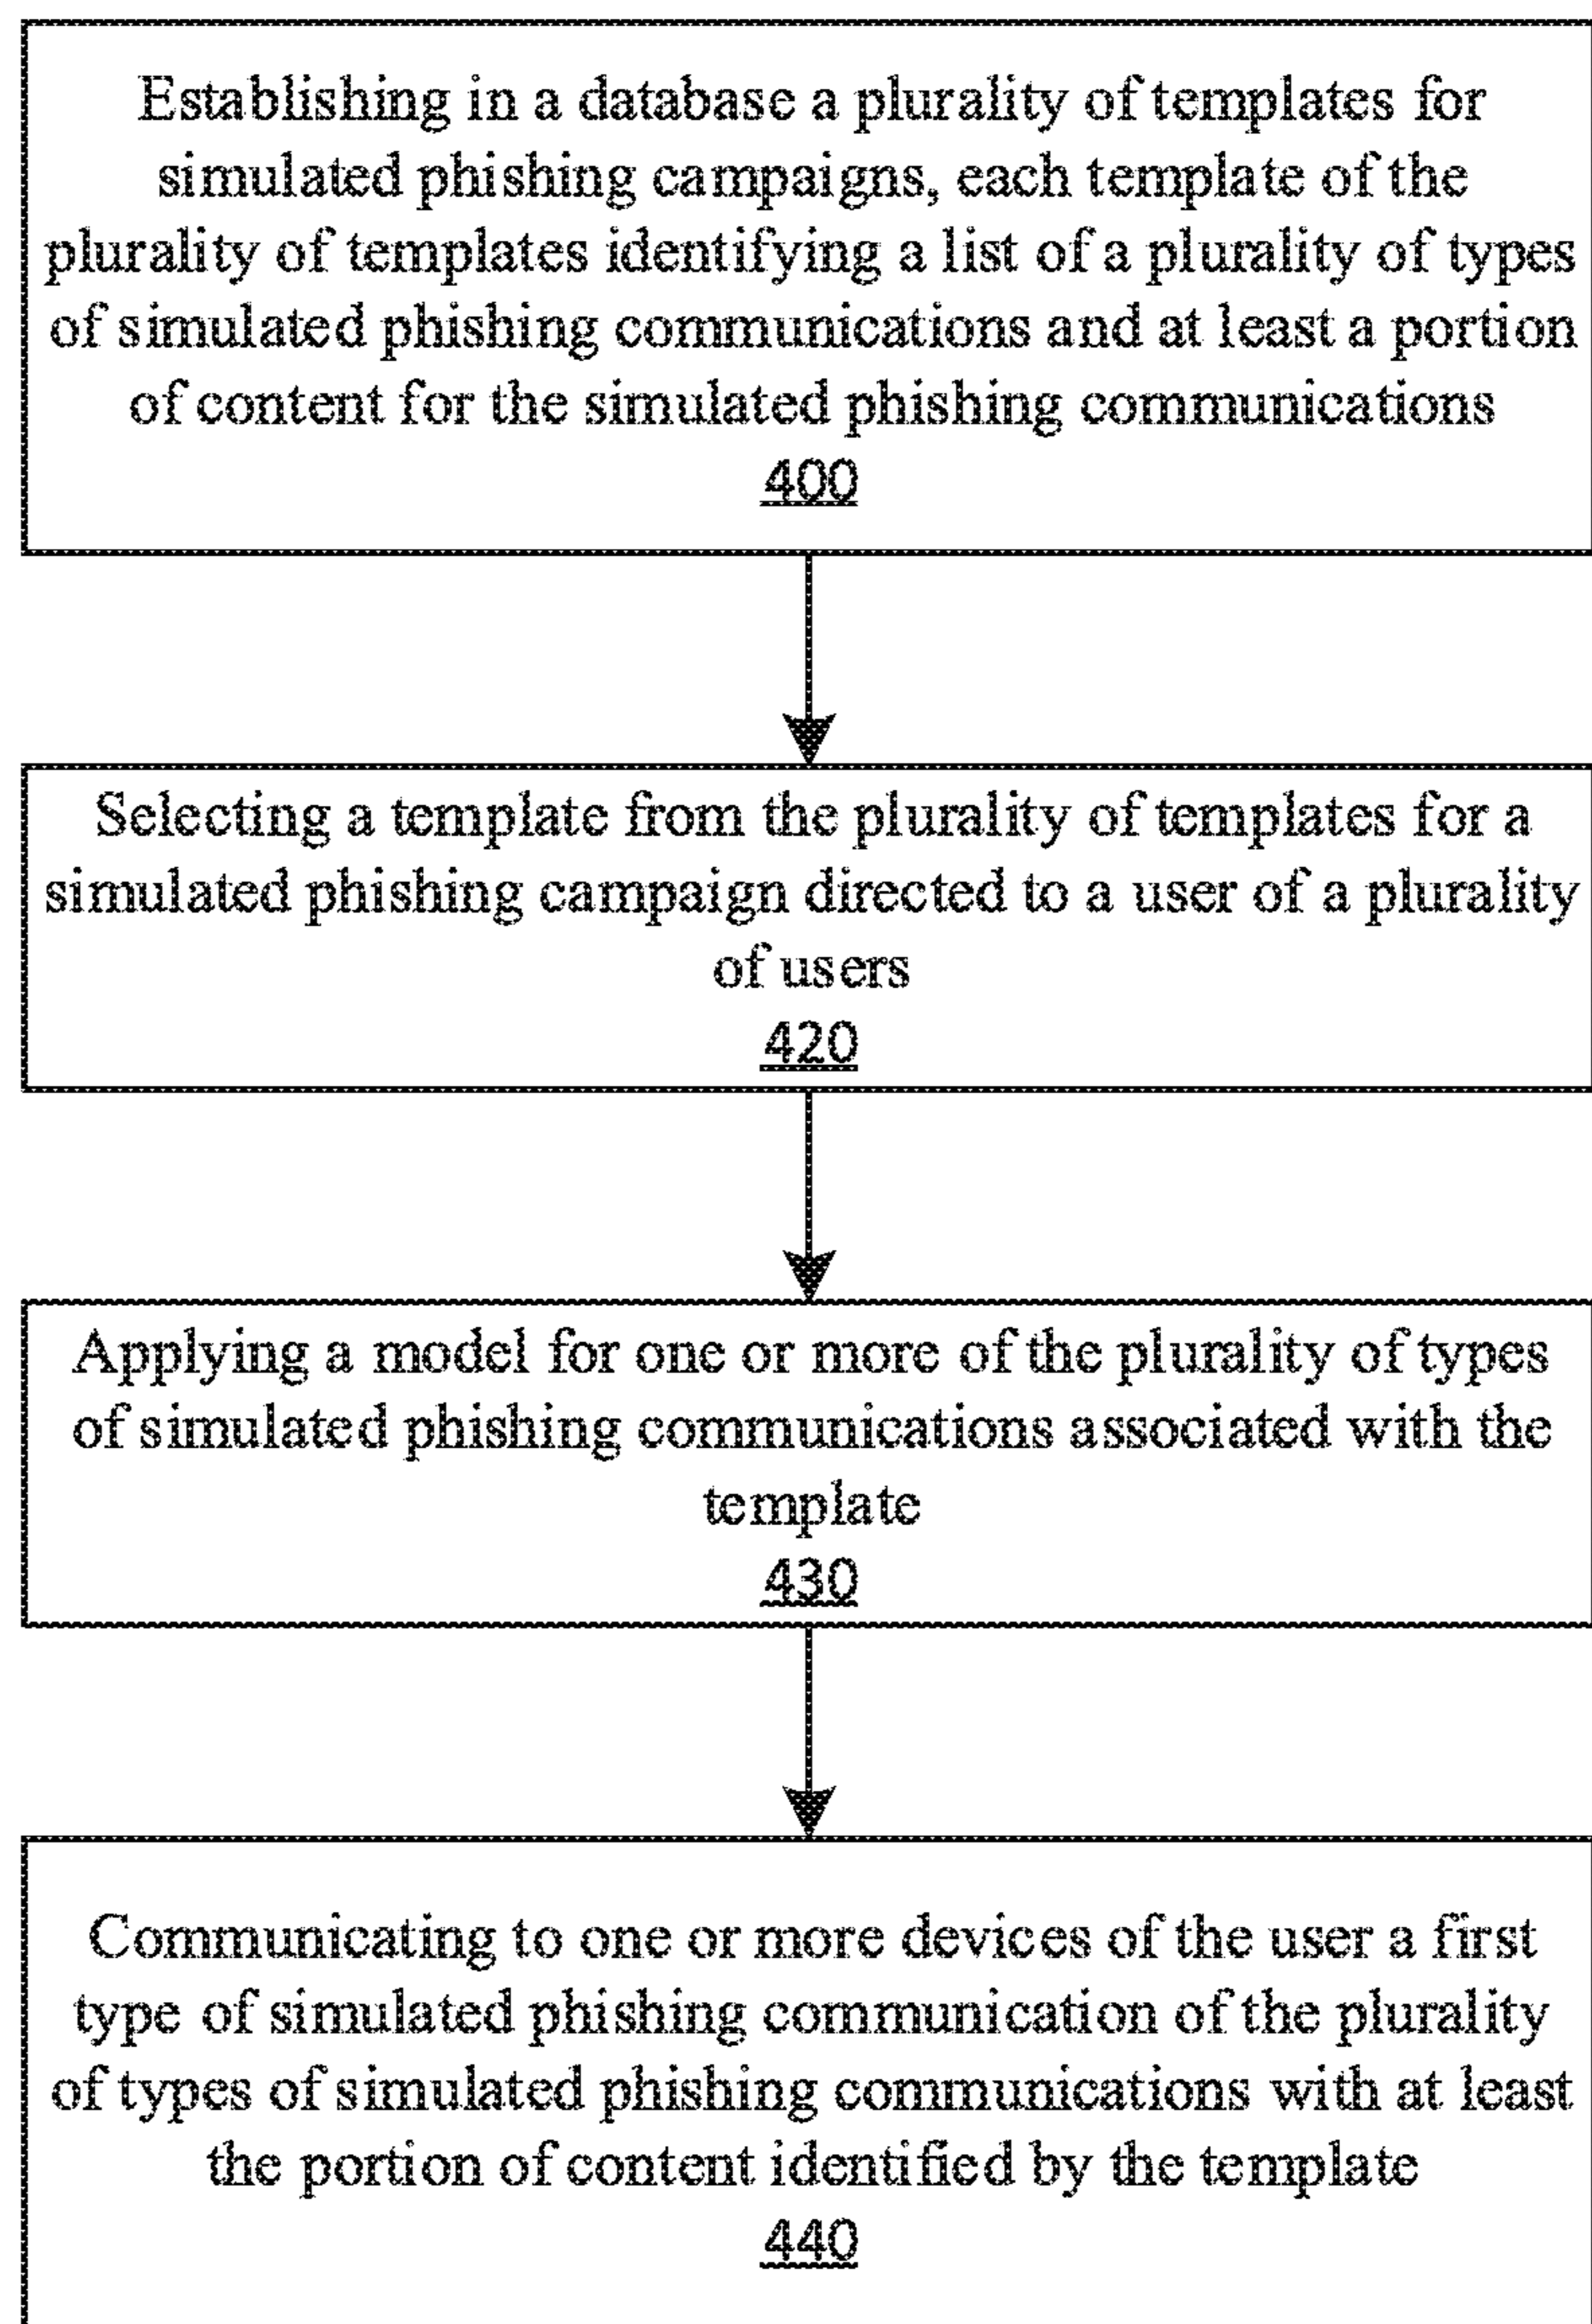 Establishing in a database a plurality of templates for
simulated phishing campaigns, each template of the
plurality of templates identifying a list of a plurality of types
of simulated phishing communications and at least a portion
of content for the simulated phishing communications
400
Selecting a template from the plurality of templates for a
simulated phishing campaign directed to a user of a plurality
of users
420
Applying a model for one or more of the plurality of types
of simulated phishing communications associated with the
template
430
Communicating to one or more devices of the user a first
type of simulated phishing communication of the plurality
of types of simulated phishing communications with at least
the portion of content identified by the template
440